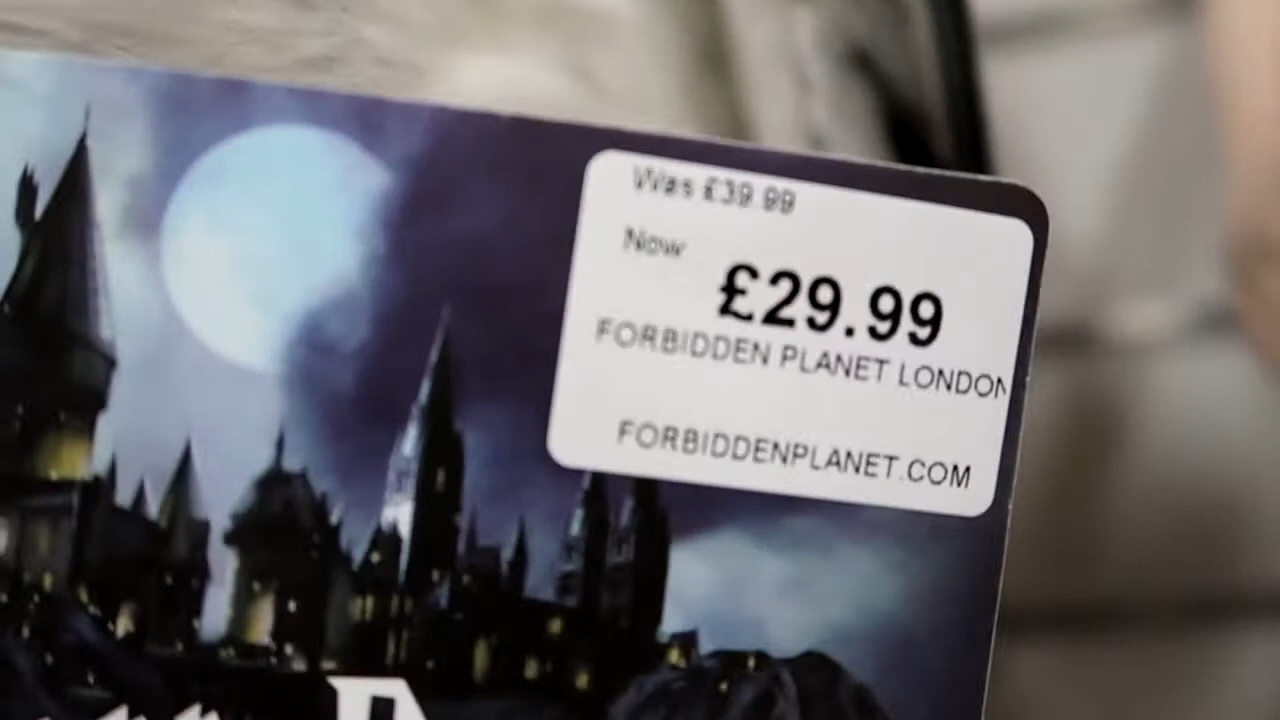 Was £39.99
Now
£29.99
FORBIDDEN PLANET LONDON
FORBIDDENPLANET.COM